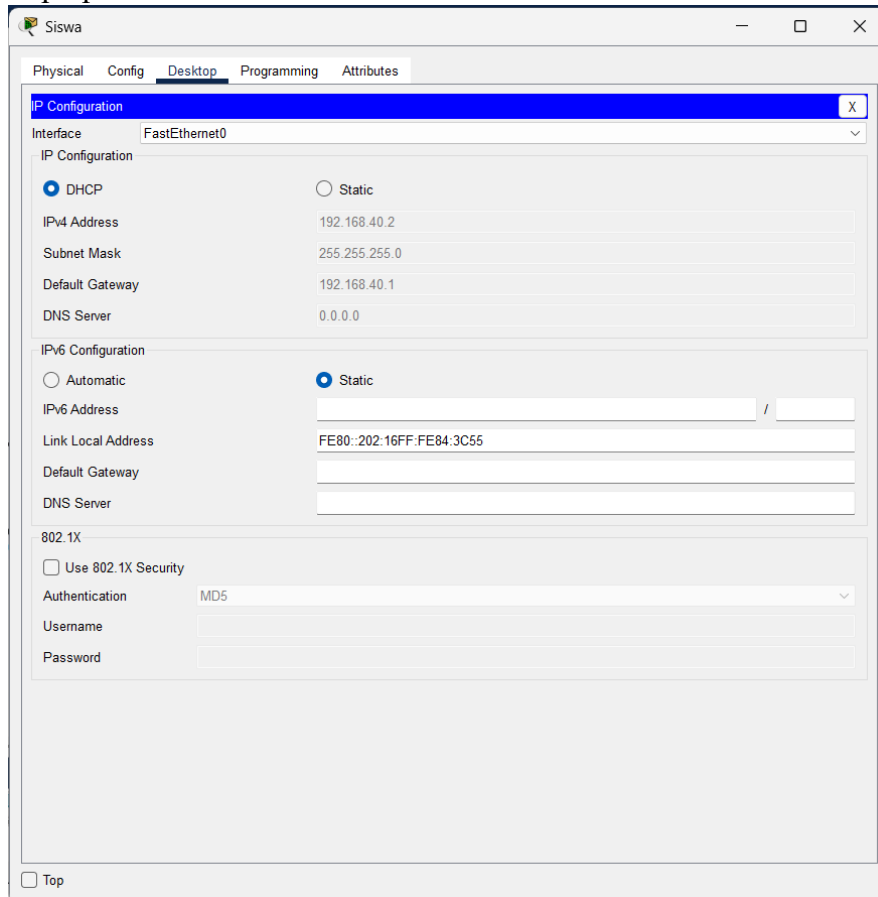 Siswa
Physical Config Desktop Programming Attributes
IP Configuration X
Interface FastEthernet0
IP Configuration
DHCP Static
IPv4 Address 192.168.40.2
Subnet Mask 255.255.255.0
Default Gateway 192.168.40.1
DNS Server 0.0.0.0
IPv6 Configuration
Automatic Static
IPv6 Address /
Link Local Address FE80::202:16FF:FE84:3C55
Default Gateway
DNS Server
802.1X
Use 802.1X Security
Authentication MD5
Username
Password
Top